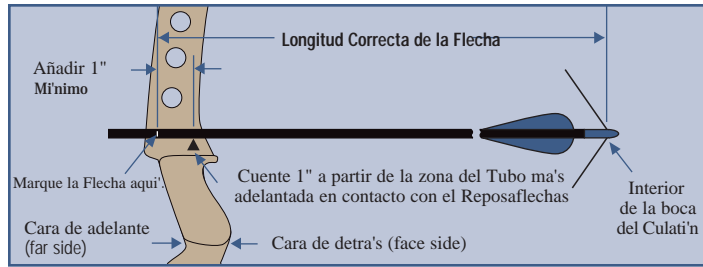 Longitud Correcta de la Flecha
Añadir 1"
Mi'nimo
Marque la Flecha aqui'.
Cuente 1" a partir de la zona del Tubo ma's
adelantada en contacto con el Reposaflechas
Interior
de la boca
del Culati'n
Cara de adelante
(far side)
Cara de detra's (face side)